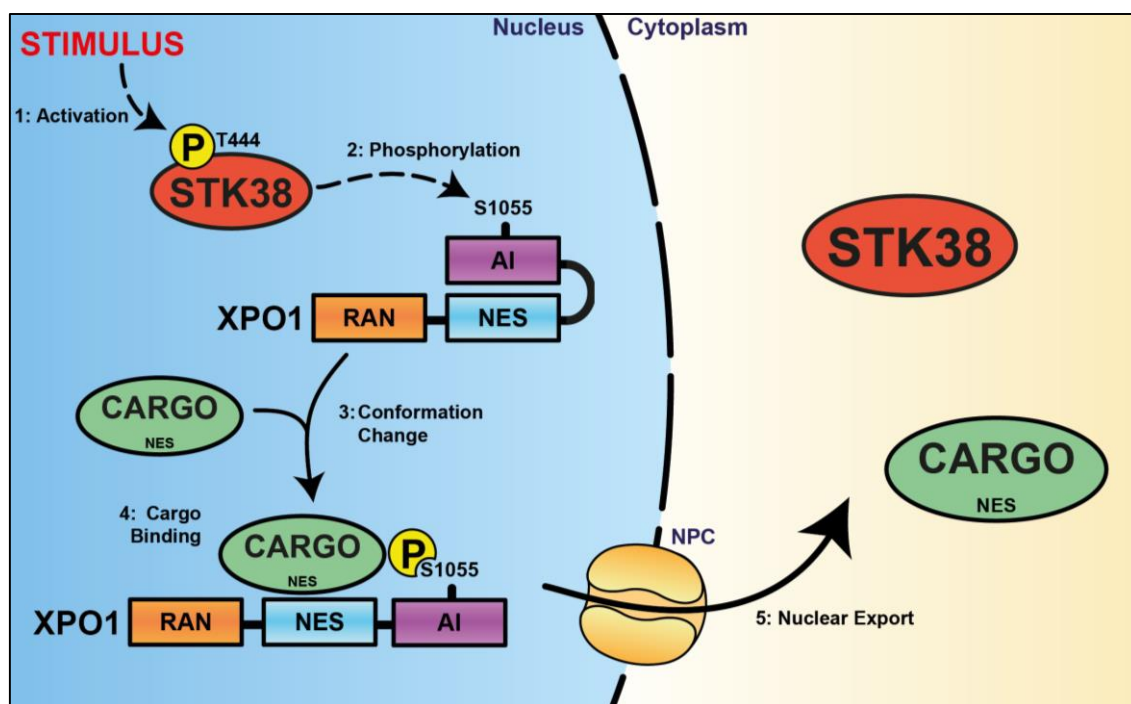 Nucleus
Cytoplasm
STIMULUS
1: Activation
P
T444
STK38
2: Phosphorylation
S1055
AI
XPO1
RAN
NES
STK38
CARGO
NES
3: Conformation
Change
CARGO
NES
4: Cargo
Binding
CARGO
NES
P
S1055
XPO1
RAN
NES
AI
NPC
5: Nuclear Export